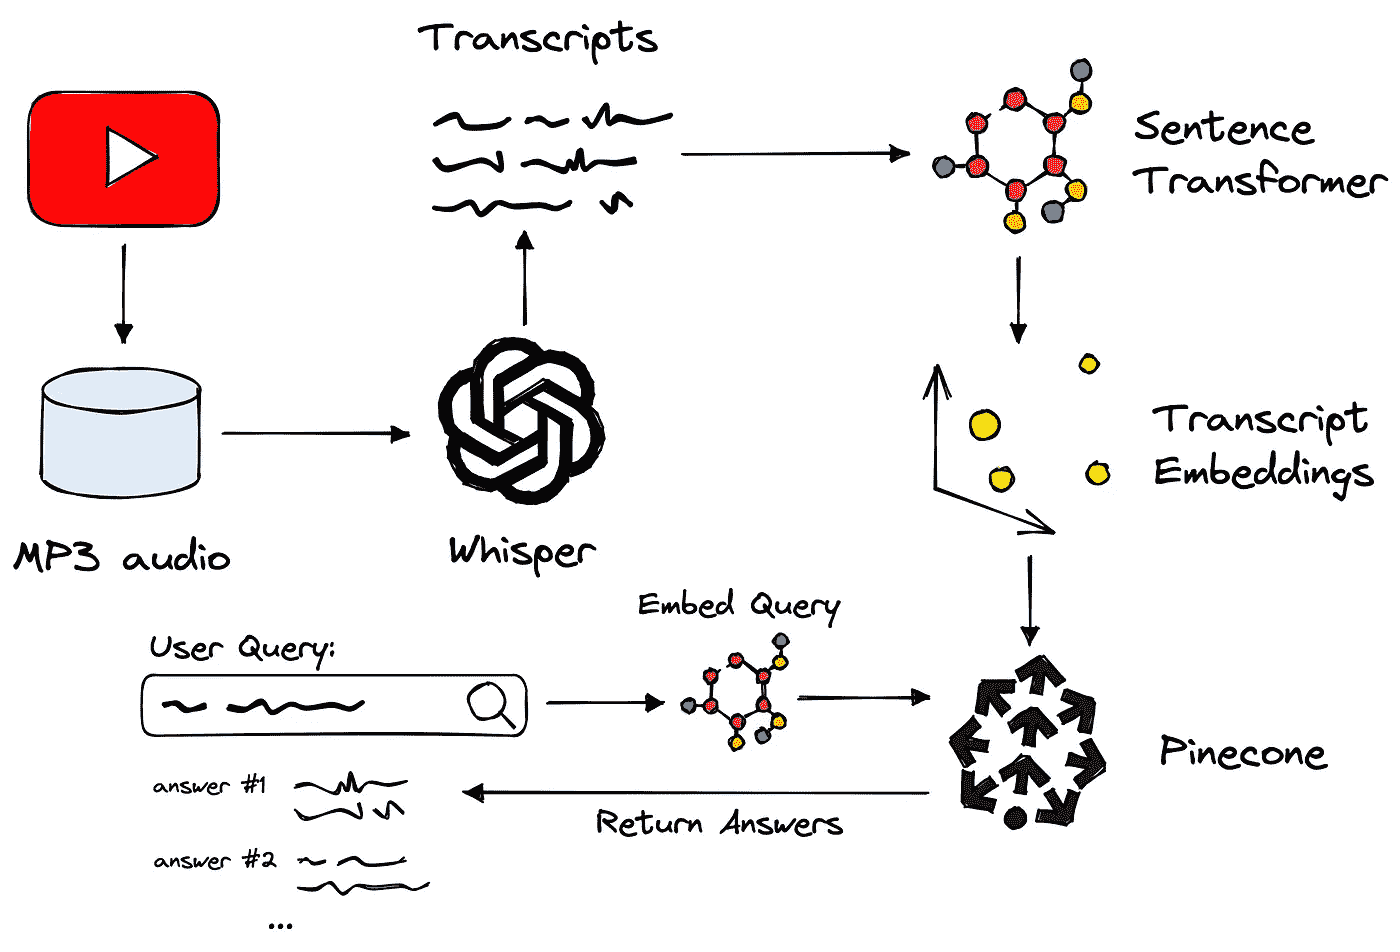 Transcripts
Sentence
Transformer
Transcript
Embeddings
MP3 audio
Whisper
Embed Query
User Query:
Pinecone
answer #1
Return Answers
answer #2
...